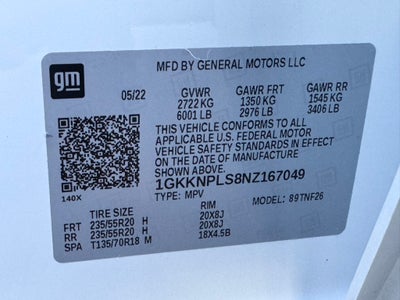 gm
MFD BY GENERAL MOTORS LLC
05/22 GVWR GAWR FRT GAWR RR
2722 KG 1350 KG 1545 KG
6001 LB 2976 LB 3406 LB
THIS VEHICLE CONFORMS TO ALL
APPLICABLE U.S. FEDERAL MOTOR
VEHICLE SAFETY STANDARDS IN EFFECT
ON THE DATE OF MANUFACTURE
SHOWN ABOVE.
1GKKNPLS8NZ167049
140X TYPE: MPV MODEL: 89TNF26
TIRE SIZE RIM
FRT 235/55R20 H 20X8J
RR 235/55R20 H 20X8J
SPA T135/70R18 M 18X4.5B